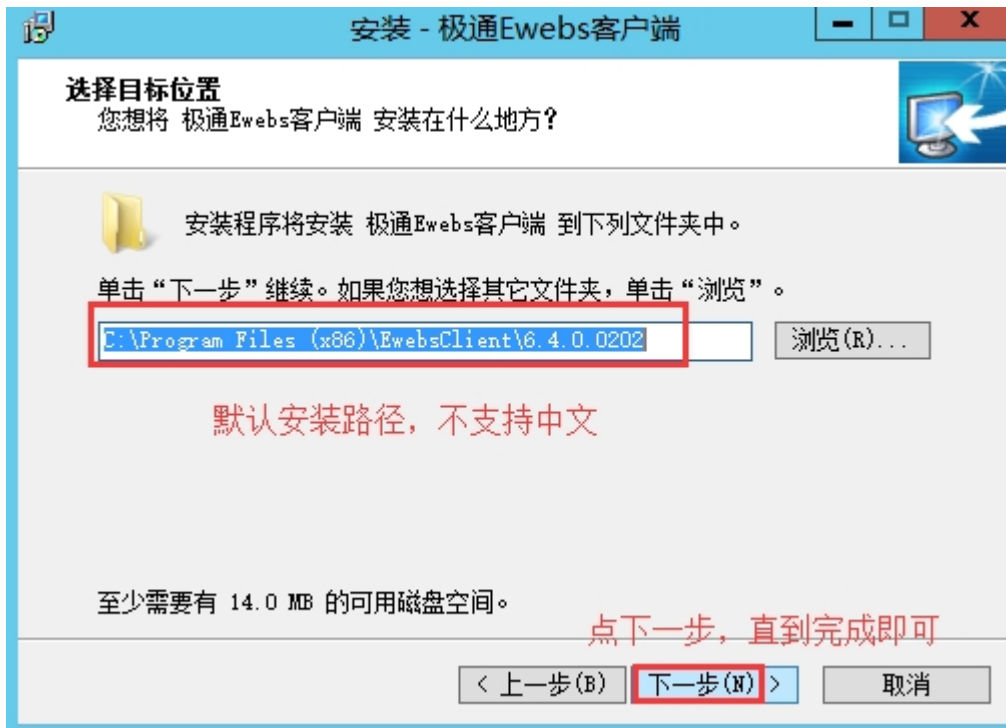 安装 - 极通Ewebs客户端
选择目标位置
您想将 极通Ewebs客户端 安装在什么地方?
安装程序将安装 极通Ewebs客户端 到下列文件夹中。
单击“下一步”继续。如果您想选择其它文件夹，单击“浏览”。
C:\Program Files (x86)\EwebsClient\6.4.0.0202
浏览(R)...
默认安装路径，不支持中文
至少需要有 14.0 MB 的可用磁盘空间。
点下一步，直到完成即可
< 上一步(B)
下一步(N) >
取消